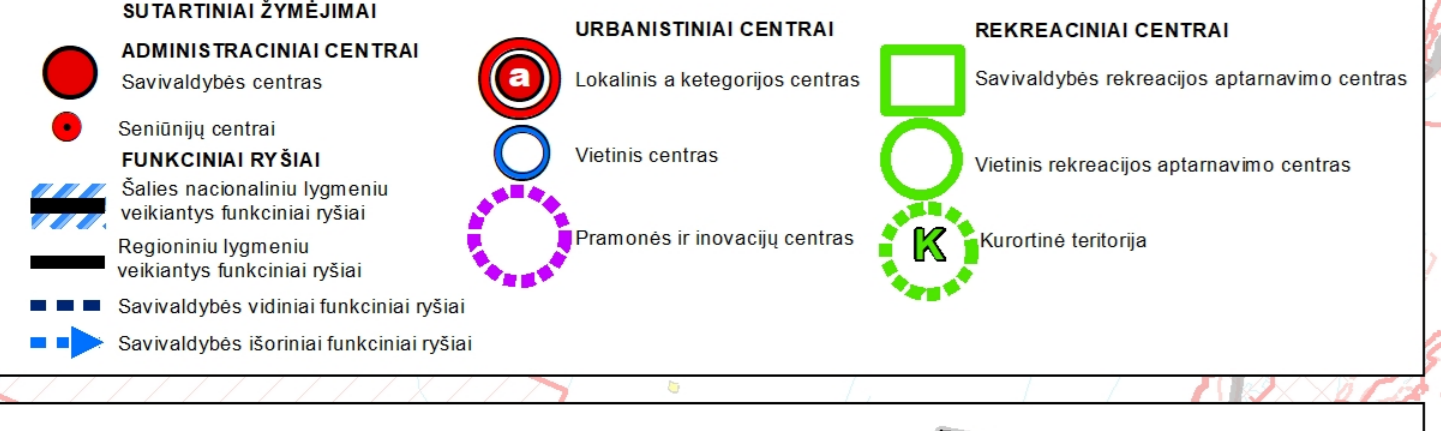 SUTARTINIAI ŽYMĖJIMAI
ADMINISTRACINIAI CENTRAI
Savivaldybės centras
Seniūnijų centrai
FUNKCINIAI RYŠIAI
Šalies nacionaliniu lygmeniu
veikiantys funkciniai ryšiai
Regioniniu lygmeniu
veikiantys funkciniai ryšiai
Savivaldybės vidiniai funkciniai ryšiai
Savivaldybės išoriniai funkciniai ryšiai
URBANISTINIAI CENTRAI
a
Lokalinis a ketegorijos centras
Vietinis centras
Pramonės ir inovacijų centras
REKREACINIAI CENTRAI
Savivaldybės rekreacijos aptarnavimo centras
Vietinis rekreacijos aptarnavimo centras
K
Kurortinė teritorija